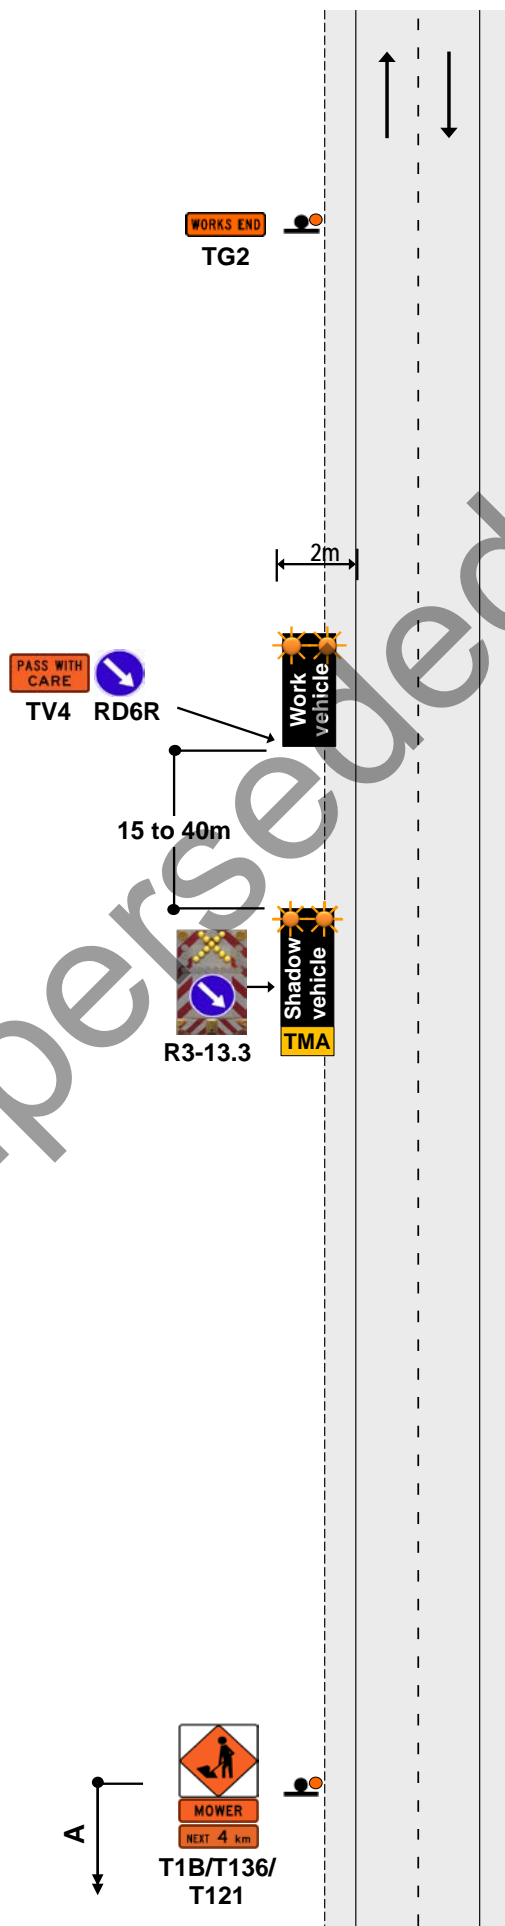 WORKS END
TG2
2m
PASS WITH
CARE
TV4 RD6R
Work
vehicle
15 to 40m
Shadow
vehicle
TMA
R3-13.3
perseded
MOWER
NEXT 4 km
A
T1B/T136/
T121